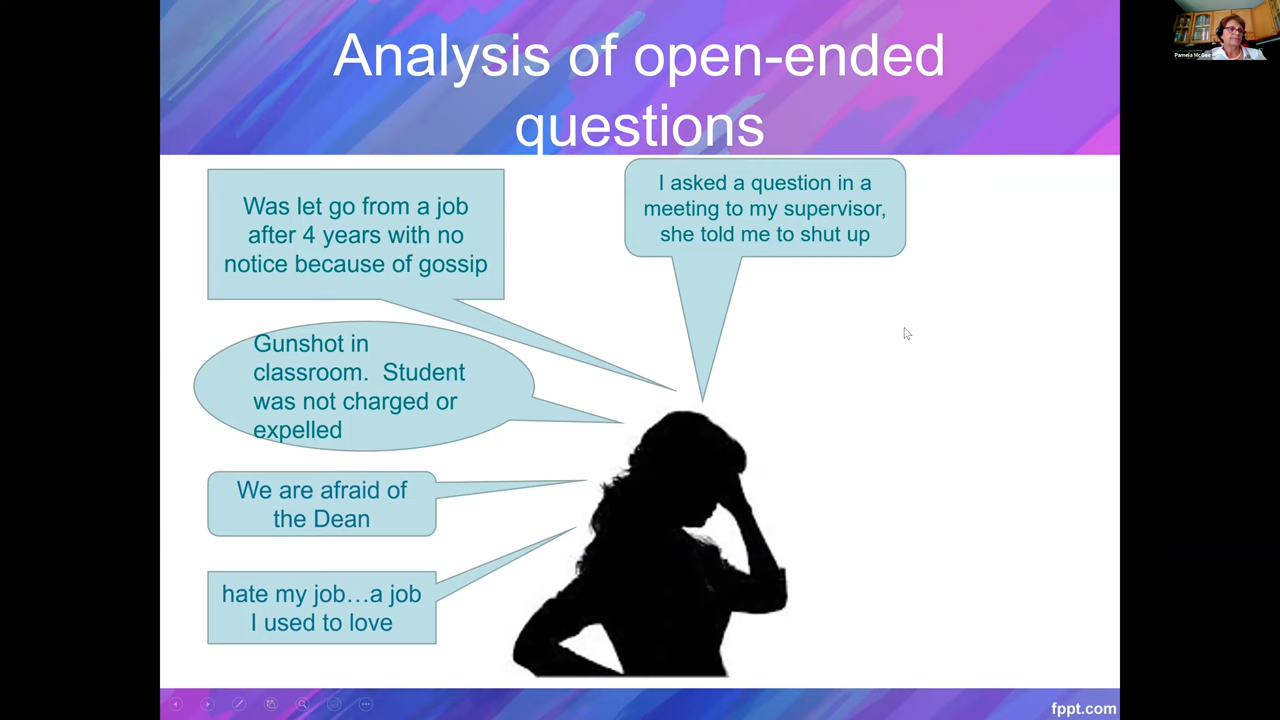 Analysis of open-ended
questions
Was let go from a job
after 4 years with no
notice because of gossip
I asked a question in a
meeting to my supervisor,
she told me to shut up
Gunshot in
classroom.  Student
was not charged or
expelled
We are afraid of
the Dean
hate my job…a job
I used to love
fppt.com
Pamela McGee